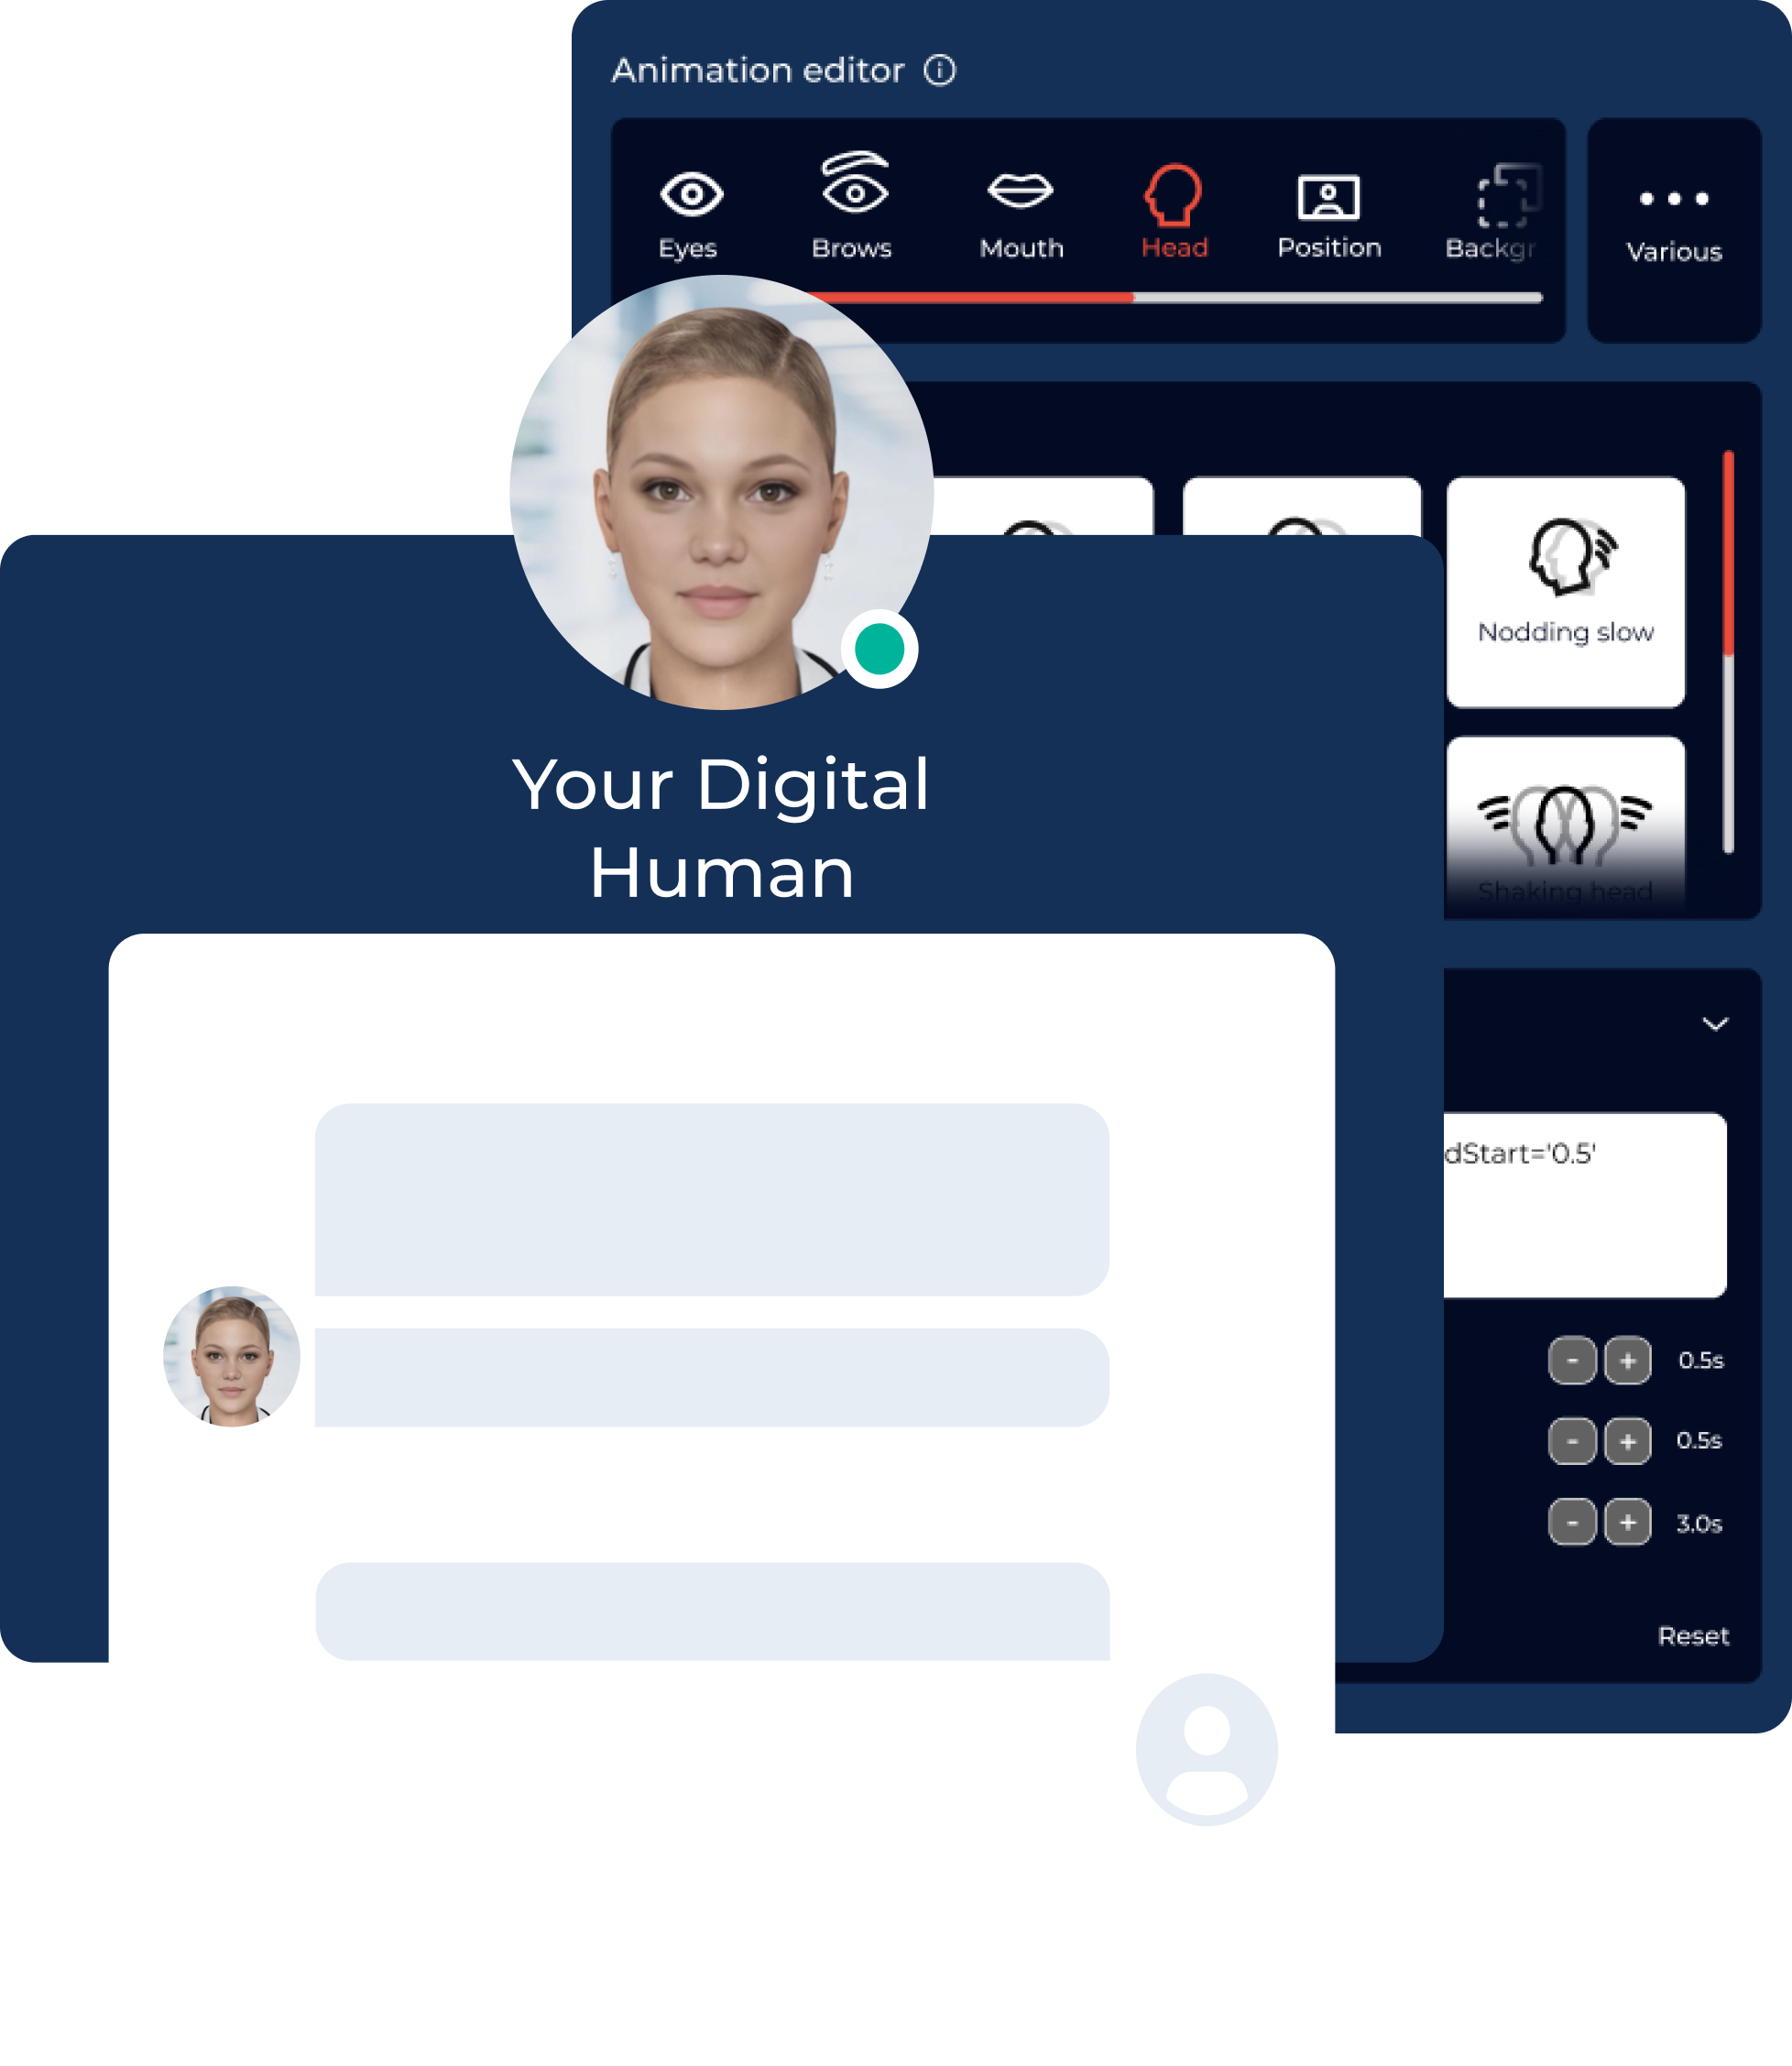 Animation editor
Eyes Brows Mouth Head Position Backgr Various
Nodding slow
Your Digital
Human
Shaking head
dStart='0.5'
- + 0.5s
- + 0.5s
- + 3.0s
Reset